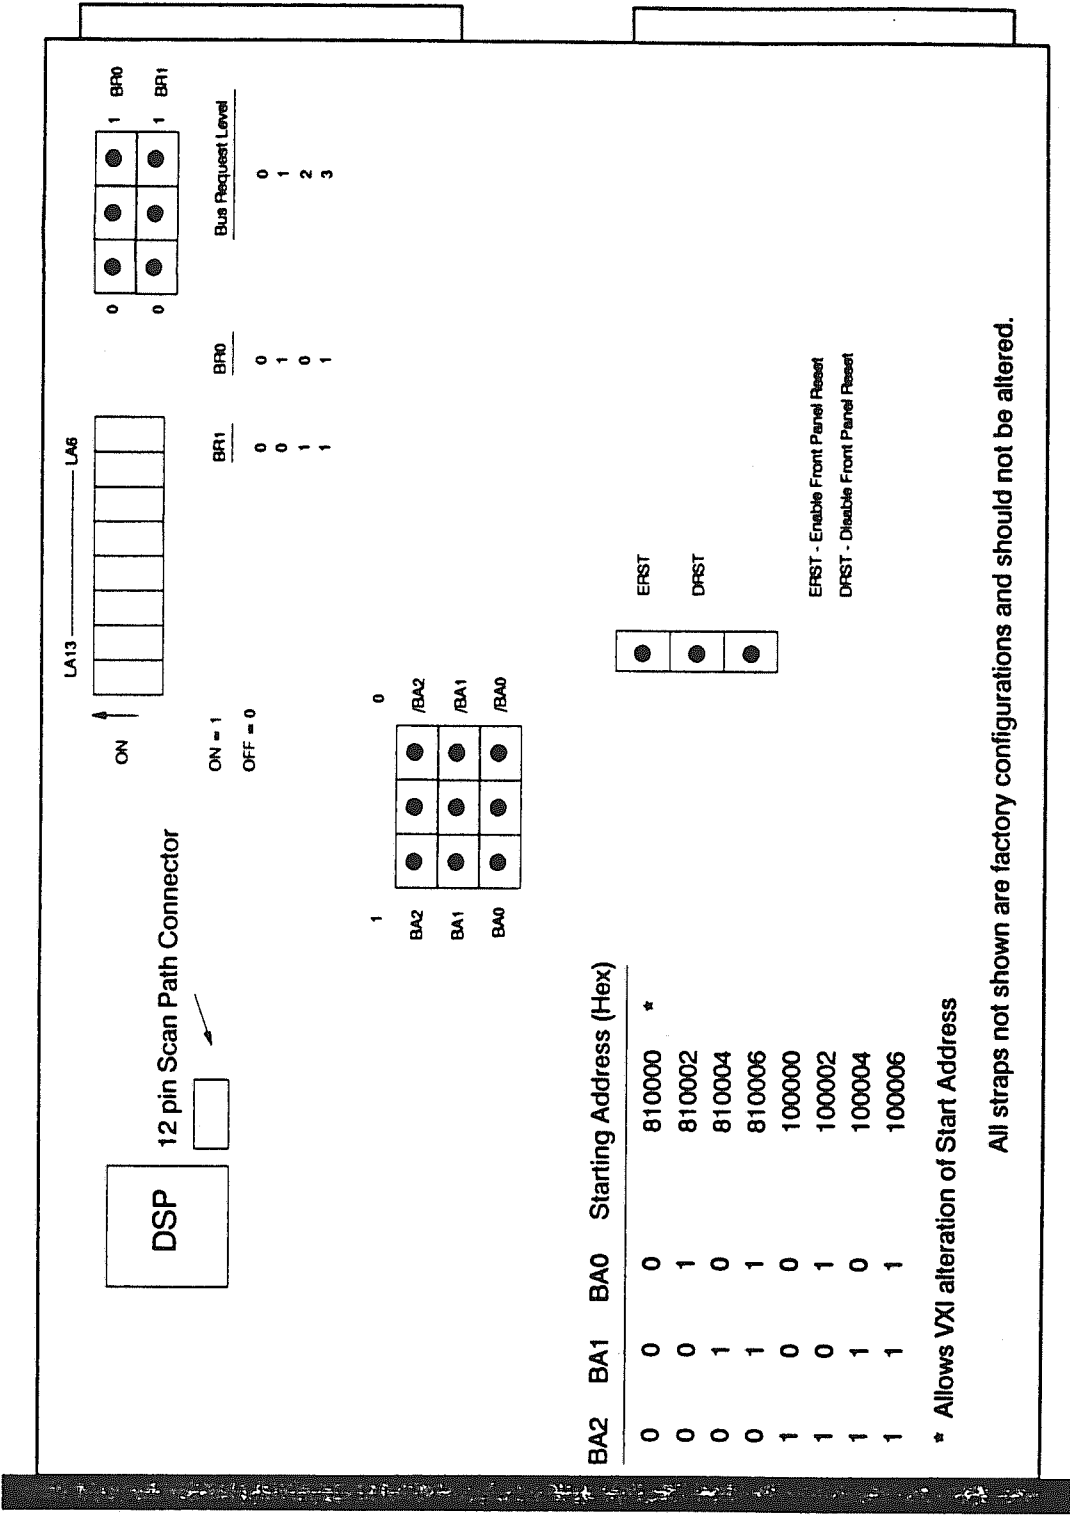 LA13 LA6
0 1 BR0
0 1 BR1
ON
ON = 1
OFF = 0
BR1 BR0 Bus Request Level
0 0 0
0 1 1
1 0 2
1 1 3
DSP
12 pin Scan Path Connector
1 0
BA2 /BA2
BA1 /BA1
BA0 /BA0
BA2 BA1 BA0 Starting Address (Hex)
0 0 0 810000 *
0 0 1 810002
0 1 0 810004
0 1 1 810006
1 0 0 100000
1 0 1 100002
1 1 0 100004
1 1 1 100006
* Allows VXI alteration of Start Address
ERST
DRST
ERST - Enable Front Panel Reset
DRST - Disable Front Panel Reset
All straps not shown are factory configurations and should not be altered.